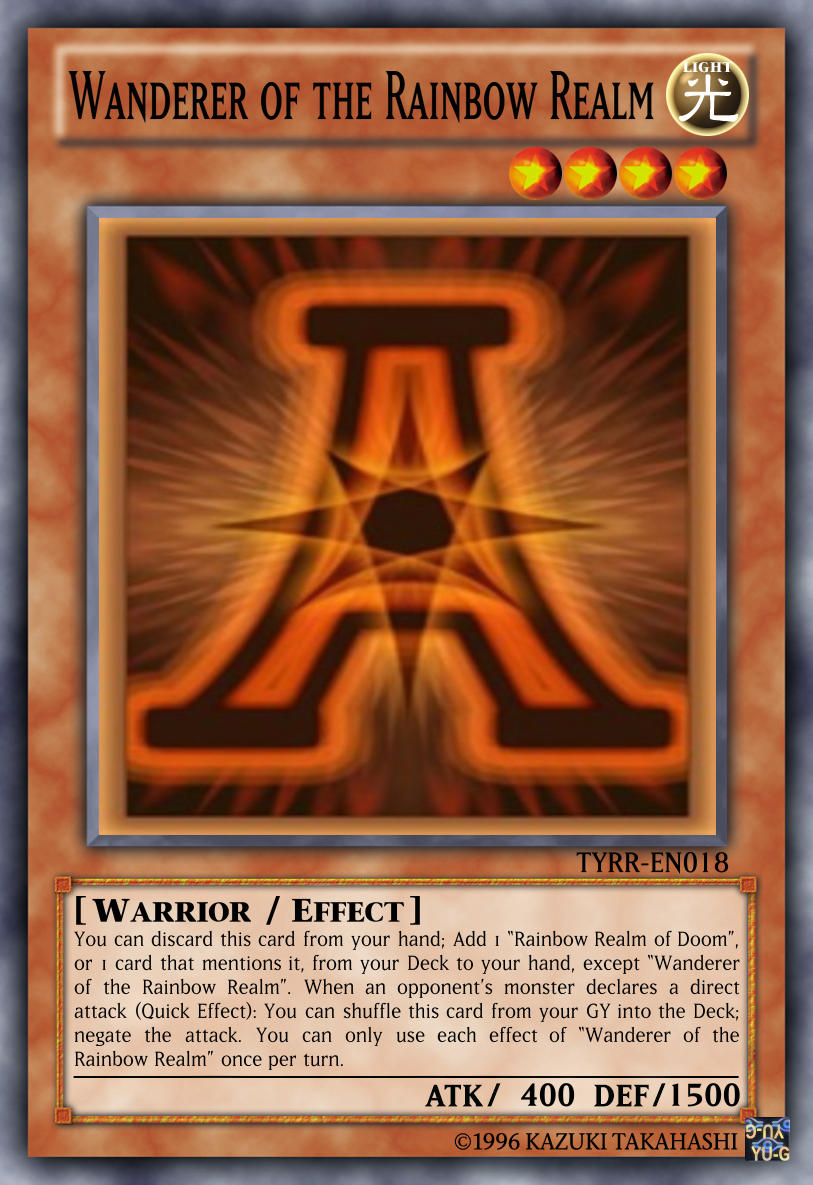 Wanderer of the Rainbow Realm
LIGHT
光
A
TYRR-EN018
[ Warrior / Effect ]
You can discard this card from your hand; Add 1 "Rainbow Realm of Doom",
or 1 card that mentions it, from your Deck to your hand, except "Wanderer
of the Rainbow Realm". When an opponent's monster declares a direct
attack (Quick Effect): You can shuffle this card from your GY into the Deck;
negate the attack. You can only use each effect of "Wanderer of the
Rainbow Realm" once per turn.
ATK/ 400 DEF/1500
©1996 KAZUKI TAKAHASHI
YU-G
YU-G